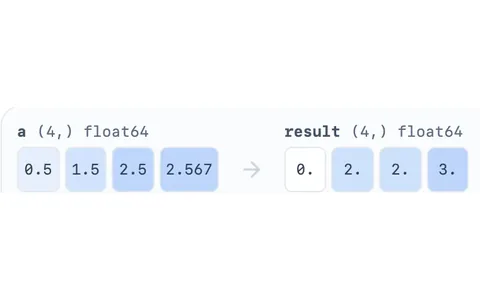 a (4,) float64 result (4,) float64
0.5 1.5 2.5 2.567 → 0. 2. 2. 3.